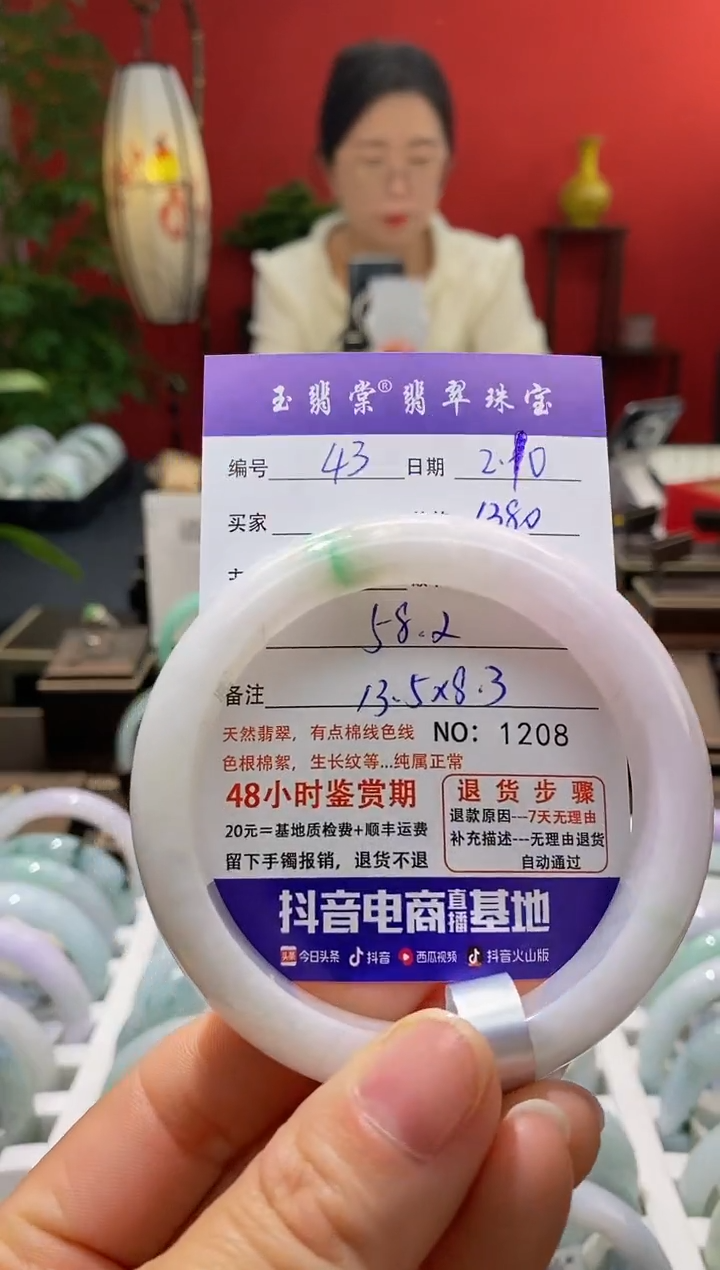 玉翡棠®翡翠珠宝
编号 43 日期 2.10
买家 1380
58.2
备注 13.5x8.3
天然翡翠，有点棉线色线 NO: 1208
色根棉絮，生长纹等...纯属正常
48小时鉴赏期
20元=基地质检费+顺丰运费
留下手镯报销，退货不退
退货步骤
退款原因---7天无理由
补充描述---无理由退货
自动通过
抖音电商直播基地
头条 今日头条 抖音 西瓜视频 抖音火山版